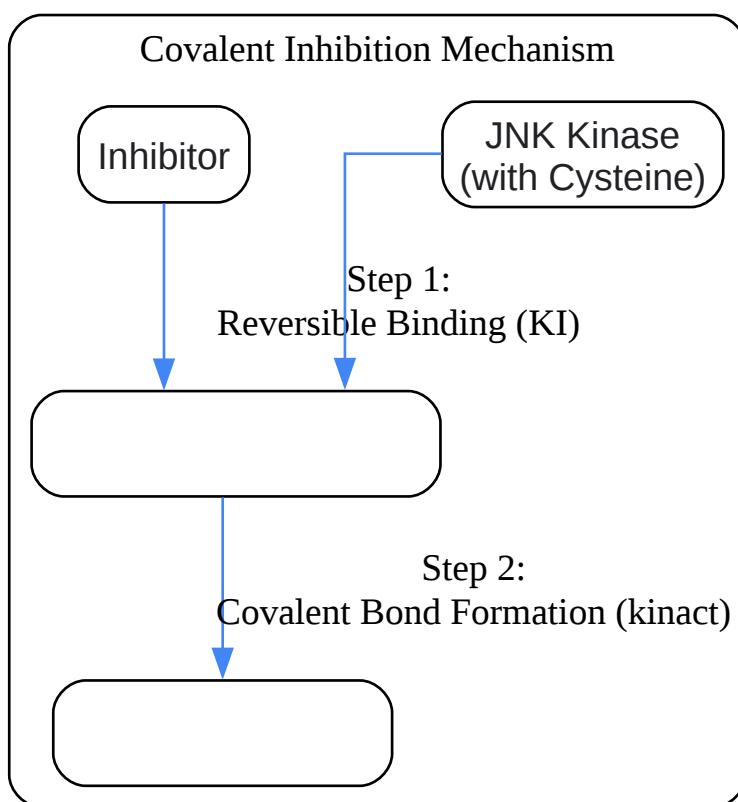 Covalent Inhibition Mechanism
Inhibitor
JNK Kinase
(with Cysteine)
Step 1:
Reversible Binding (KI)
Step 2:
Covalent Bond Formation (kinact)